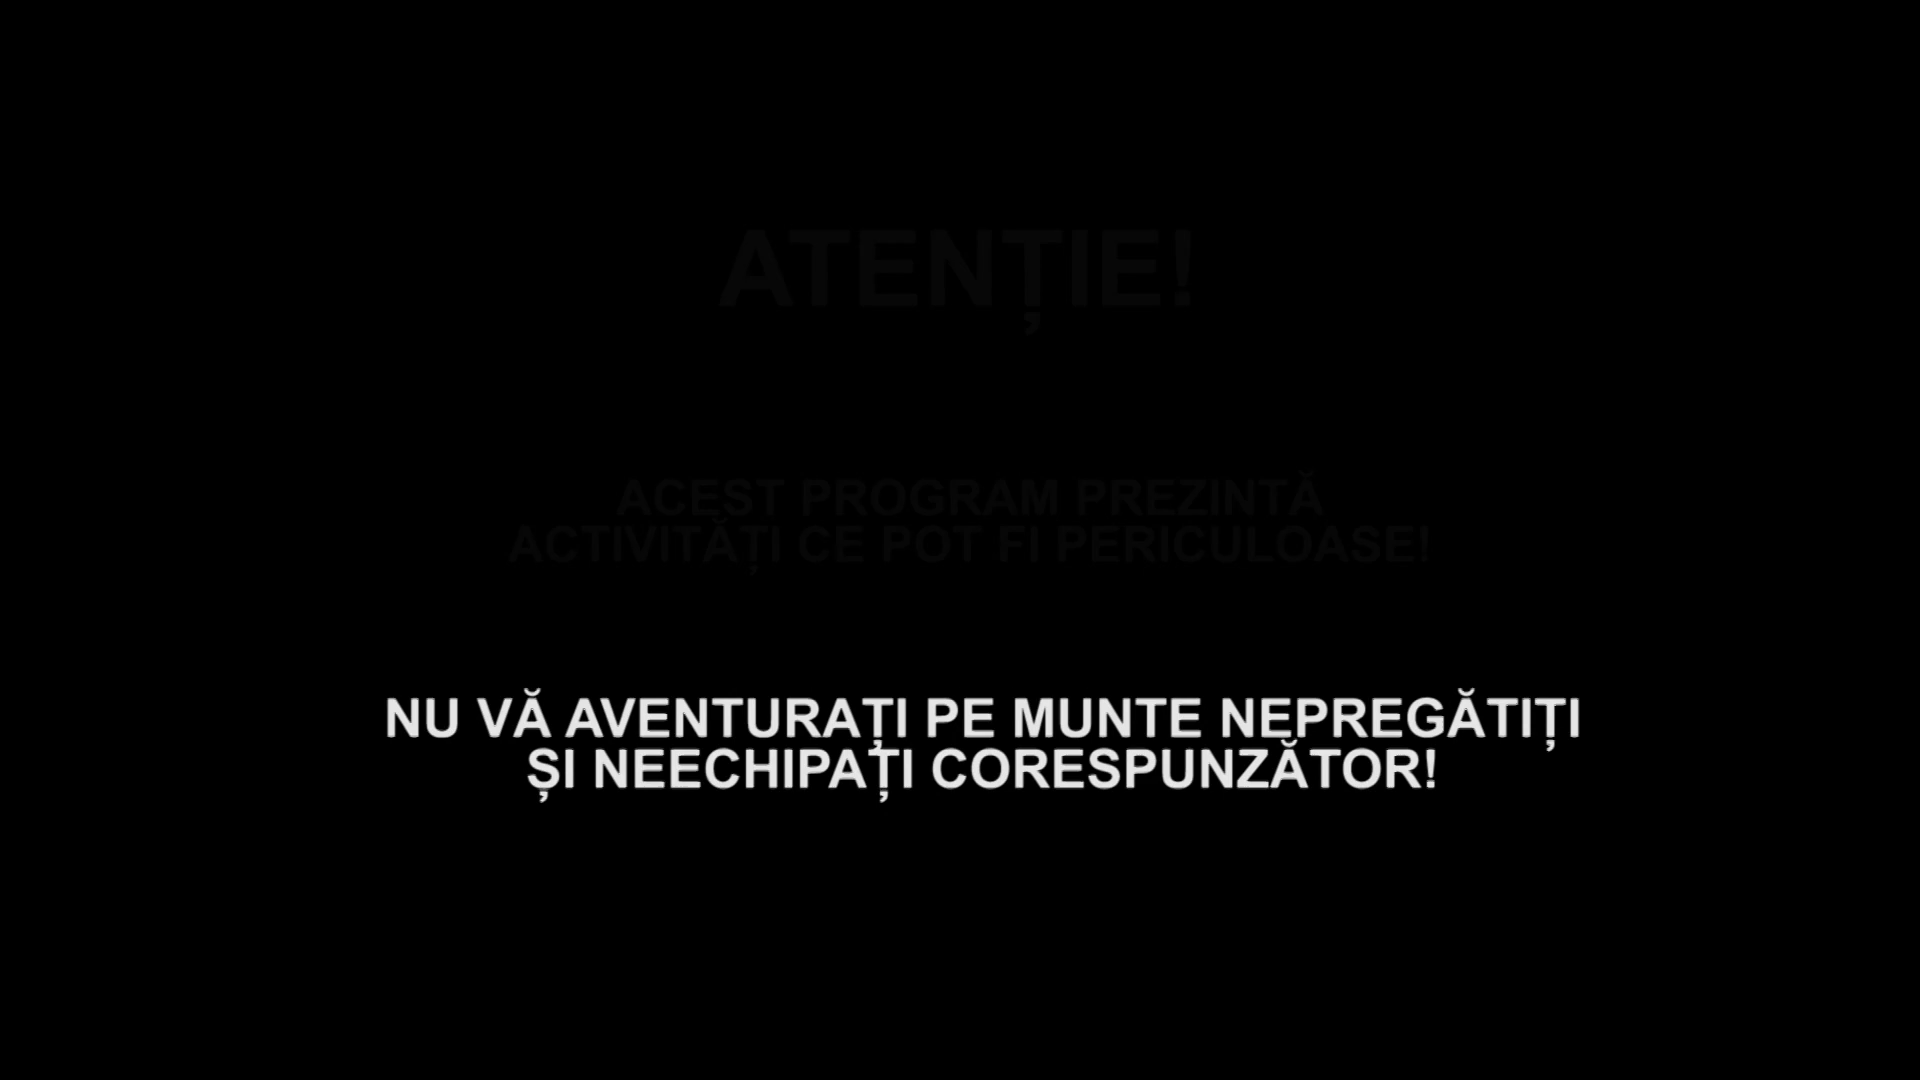 ATENȚIE!
ACEST PROGRAM PREZINTĂ
ACTIVITĂȚI CE POT FI PERICULOASE!
NU VĂ AVENTURAȚI PE MUNTE NEPREGĂTIȚI
ȘI NEECHIPAȚI CORESPUNZĂTOR!